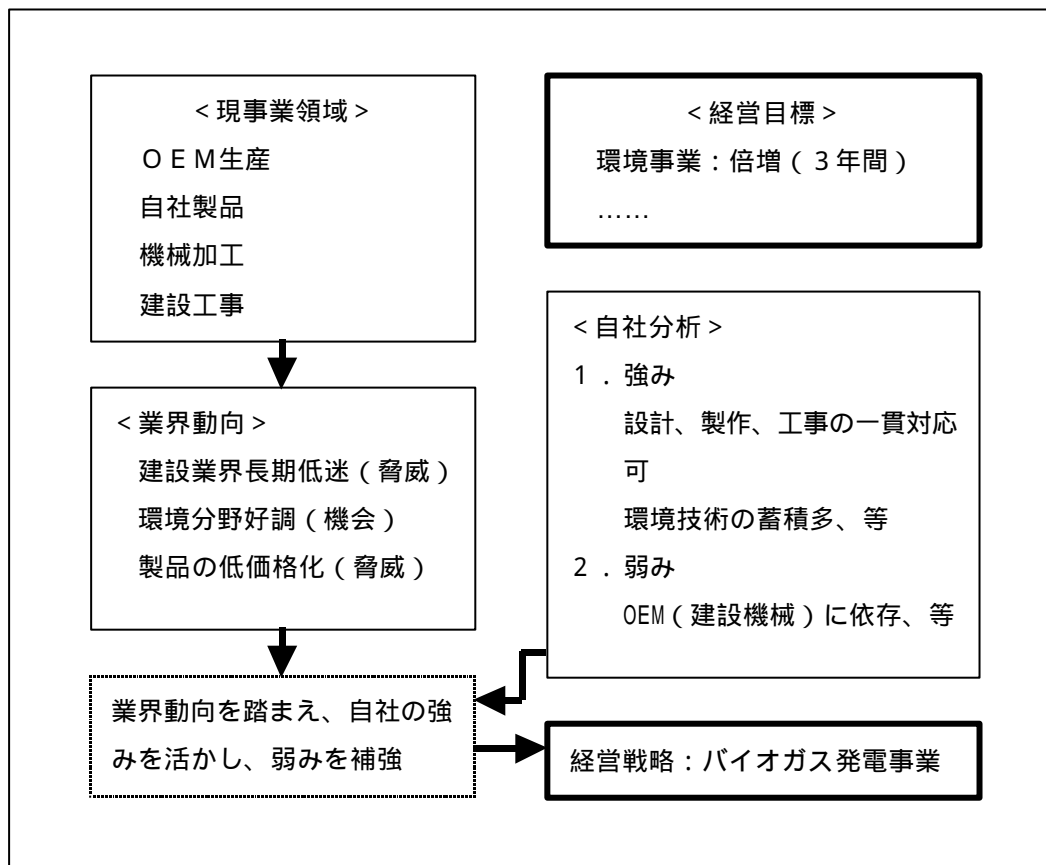 ＜現事業領域＞
ＯＥＭ生産
自社製品
機械加工
建設工事
＜経営目標＞
環境事業：倍増（３年間）
……
＜業界動向＞
建設業界長期低迷（脅威）
環境分野好調（機会）
製品の低価格化（脅威）
＜自社分析＞
１．強み
設計、製作、工事の一貫対応
可
環境技術の蓄積多、等
２．弱み
OEM（建設機械）に依存、等
業界動向を踏まえ、自社の強
みを活かし、弱みを補強
経営戦略：バイオガス発電事業